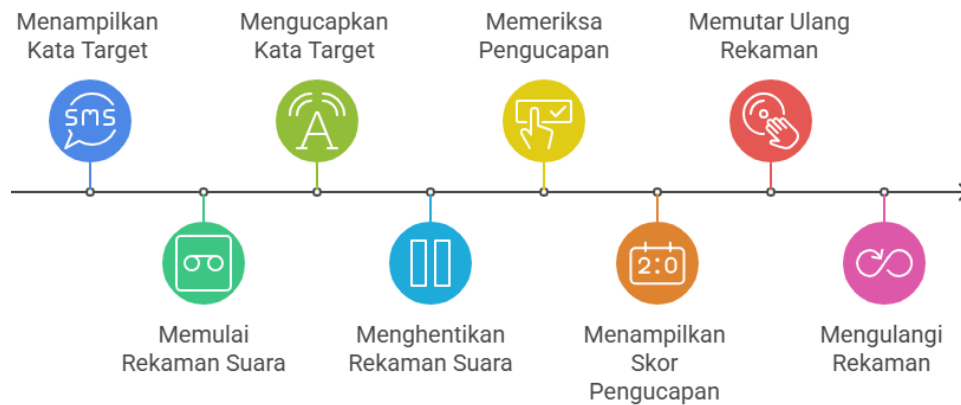 Menampilkan
Kata Target
SMS
Memulai
Rekaman Suara
Mengucapkan
Kata Target
A
Menghentikan
Rekaman Suara
Memeriksa
Pengucapan
2:0
Menampilkan
Skor
Pengucapan
Memutar Ulang
Rekaman
Mengulangi
Rekaman